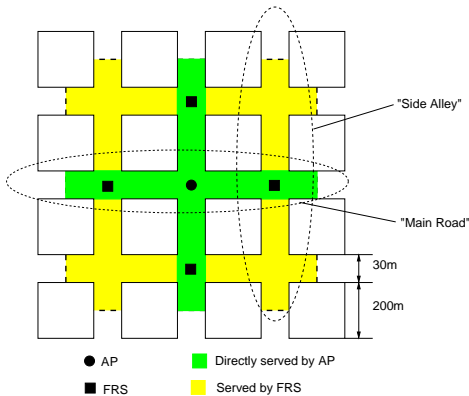 "Side Alley"
"Main Road"
30m
200m
AP
Directly served by AP
FRS
Served by FRS